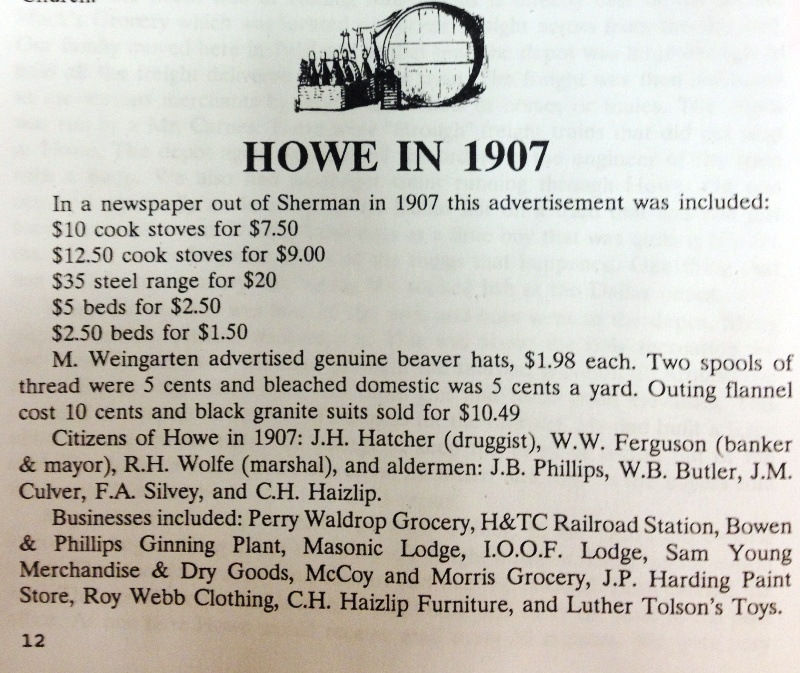 HOWE IN 1907
In a newspaper out of Sherman in 1907 this advertisement was included:
$10 cook stoves for $7.50
$12.50 cook stoves for $9.00
$35 steel range for $20
$5 beds for $2.50
$2.50 beds for $1.50
M. Weingarten advertised genuine beaver hats, $1.98 each. Two spools of
thread were 5 cents and bleached domestic was 5 cents a yard. Outing flannel
cost 10 cents and black granite suits sold for $10.49
Citizens of Howe in 1907: J.H. Hatcher (druggist), W.W. Ferguson (banker
& mayor), R.H. Wolfe (marshal), and aldermen: J.B. Phillips, W.B. Butler, J.M.
Culver, F.A. Silvey, and C.H. Haizlip.
Businesses included: Perry Waldrop Grocery, H&TC Railroad Station, Bowen
& Phillips Ginning Plant, Masonic Lodge, I.O.O.F. Lodge, Sam Young
Merchandise & Dry Goods, McCoy and Morris Grocery, J.P. Harding Paint
Store, Roy Webb Clothing, C.H. Haizlip Furniture, and Luther Tolson's Toys.
12